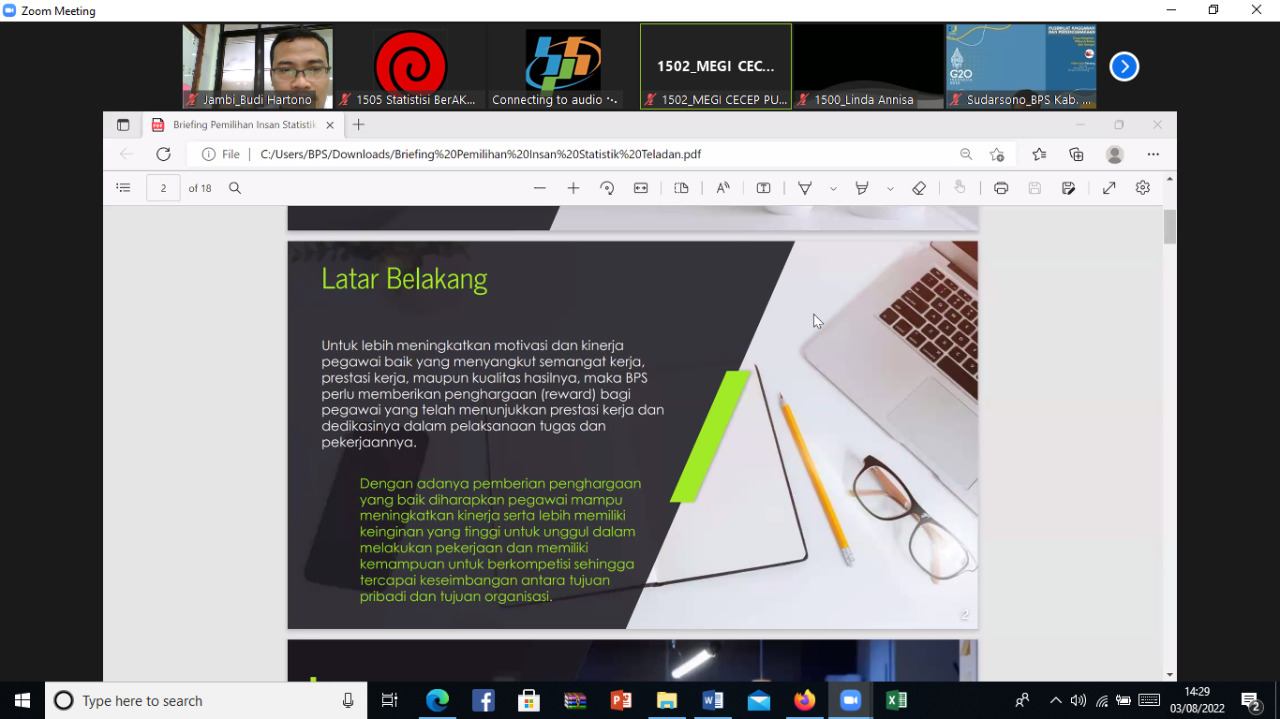 Zoom Meeting
1502_MEGI CEC...
G20
Jambi_Budi Hartono
1505 Statistisi BerAK...
Connecting to audio
1502_MEGI CECEP PU...
1500_Linda Annisa
Sudarsono_BPS Kab. ...
Briefing Pemilihan Insan Statistik
File
C:/Users/BPS/Downloads/Briefing%20Pemilihan%20Insan%20Statistik%20Teladan.pdf
2 of 18
Latar Belakang
Untuk lebih meningkatkan motivasi dan kinerja
pegawai baik yang menyangkut semangat kerja,
prestasi kerja, maupun kualitas hasilnya, maka BPS
perlu memberikan penghargaan (reward) bagi
pegawai yang telah menunjukkan prestasi kerja dan
dedikasinya dalam pelaksanaan tugas dan
pekerjaannya.
Dengan adanya pemberian penghargaan
yang baik diharapkan pegawai mampu
meningkatkan kinerja serta lebih memiliki
keinginan yang tinggi untuk unggul dalam
melakukan pekerjaan dan memiliki
kemampuan untuk berkompetisi sehingga
tercapai keseimbangan antara tujuan
pribadi dan tujuan organisasi.
2
Type here to search
14:29
03/08/2022
2